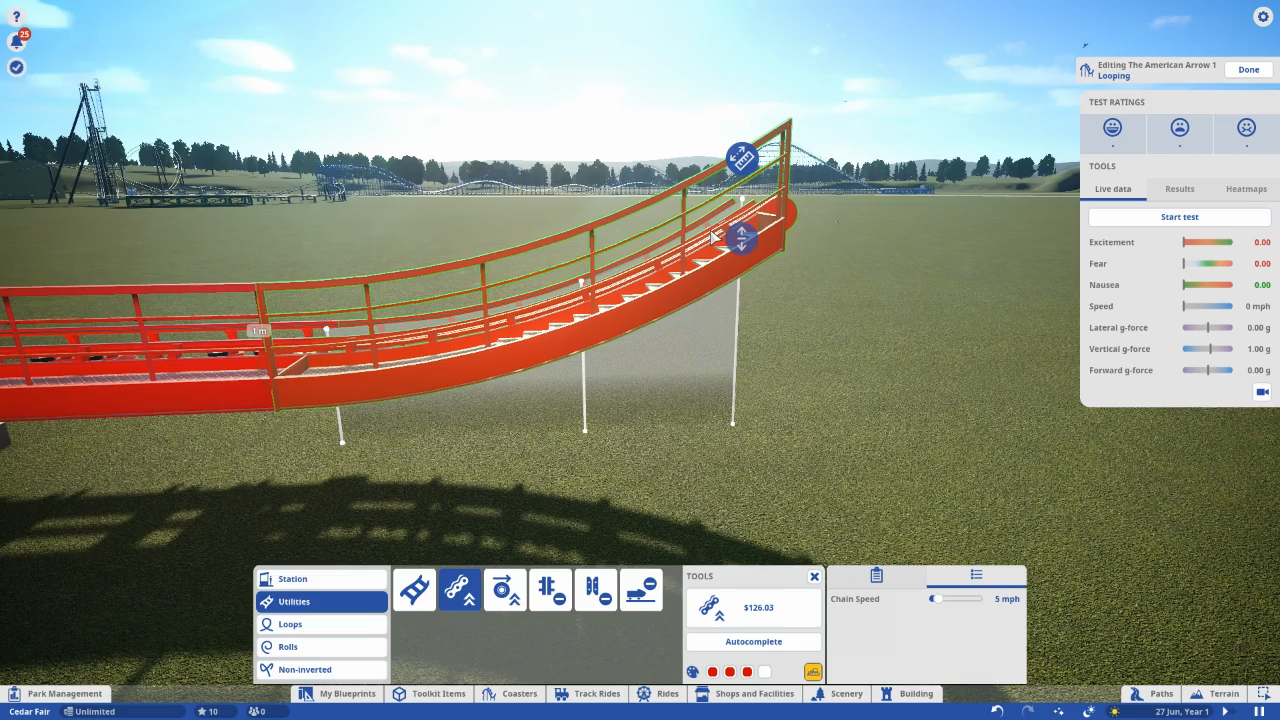 25
Editing The American Arrow 1
Looping
Done
TEST RATINGS
-
-
-
TOOLS
Live data
Results
Heatmaps
Start test
Excitement 0.00
Fear 0.00
Nausea 0.00
Speed 0 mph
Lateral g-force 0.00 g
Vertical g-force 1.00 g
Forward g-force 0.00 g
1 m
Station
Utilities
Loops
Rolls
Non-inverted
TOOLS
$126.03
Autocomplete
Chain Speed 5 mph
Park Management
My Blueprints
Toolkit Items
Coasters
Track Rides
Rides
Shops and Facilities
Scenery
Building
Paths
Terrain
Cedar Fair
Unlimited
10
0
27 Jun, Year 1